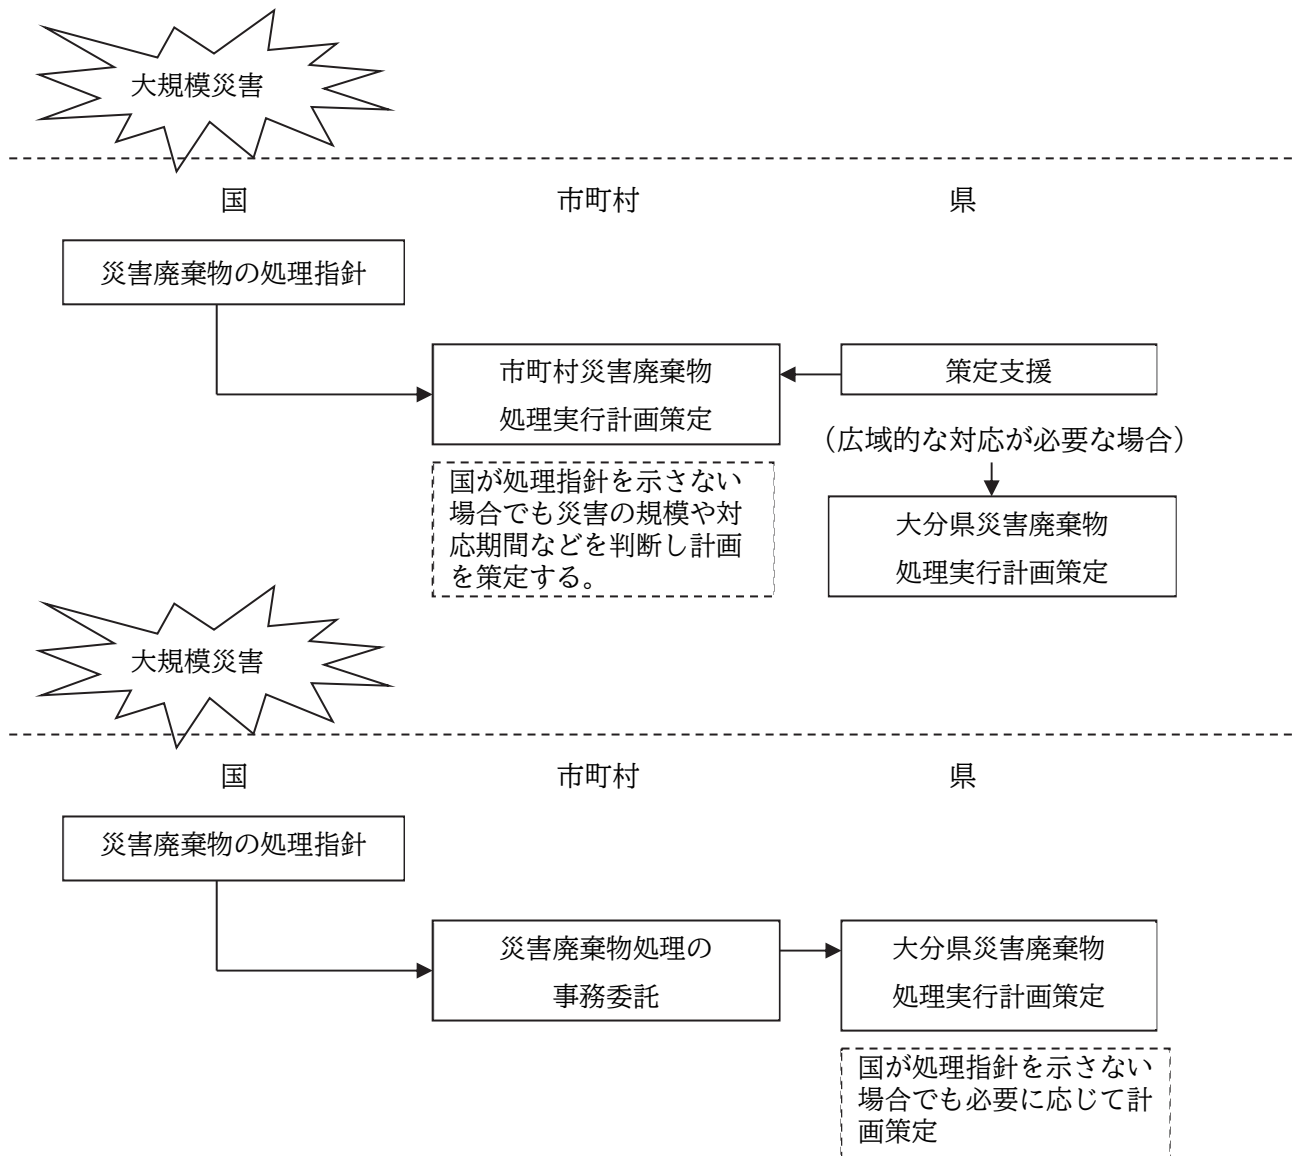 大規模災害
国 市町村 県
災害廃棄物の処理指針
市町村災害廃棄物
処理実行計画策定
策定支援
（広域的な対応が必要な場合）
国が処理指針を示さない
場合でも災害の規模や対
応期間などを判断し計画
を策定する。
大分県災害廃棄物
処理実行計画策定
大規模災害
国 市町村 県
災害廃棄物の処理指針
災害廃棄物処理の
事務委託
大分県災害廃棄物
処理実行計画策定
国が処理指針を示さない
場合でも必要に応じて計
画策定